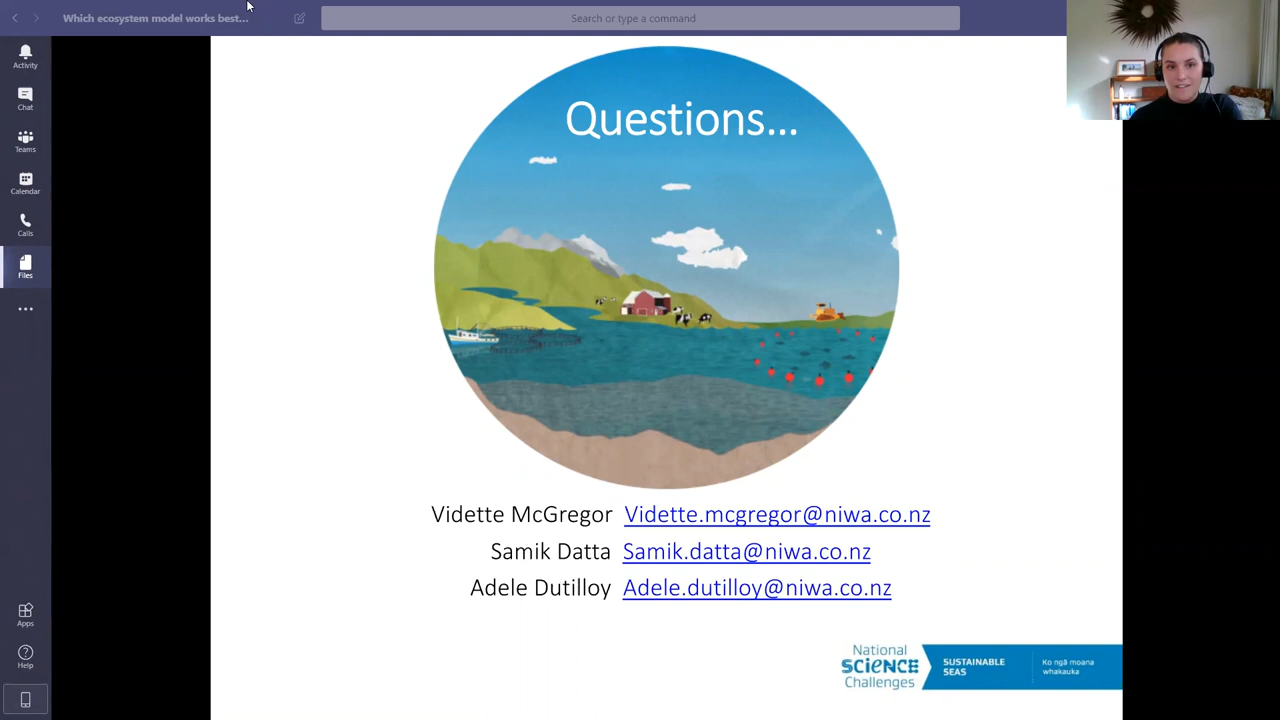 Which ecosystem model works best...
Search or type a command
Activity
Chat
Teams
Calendar
Calls
Files
Apps
Help
Questions...
Vidette McGregor Vidette.mcgregor@niwa.co.nz
Samik Datta Samik.datta@niwa.co.nz
Adele Dutilloy Adele.dutilloy@niwa.co.nz
National
SCIENCE
Challenges
SUSTAINABLE
SEAS
Ko ngā moana
whakauka